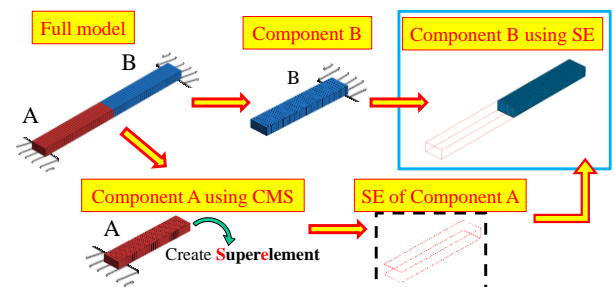 Full model
Component B
Component B using SE
B
B
A
Component A using CMS
SE of Component A
A
Create Superelement